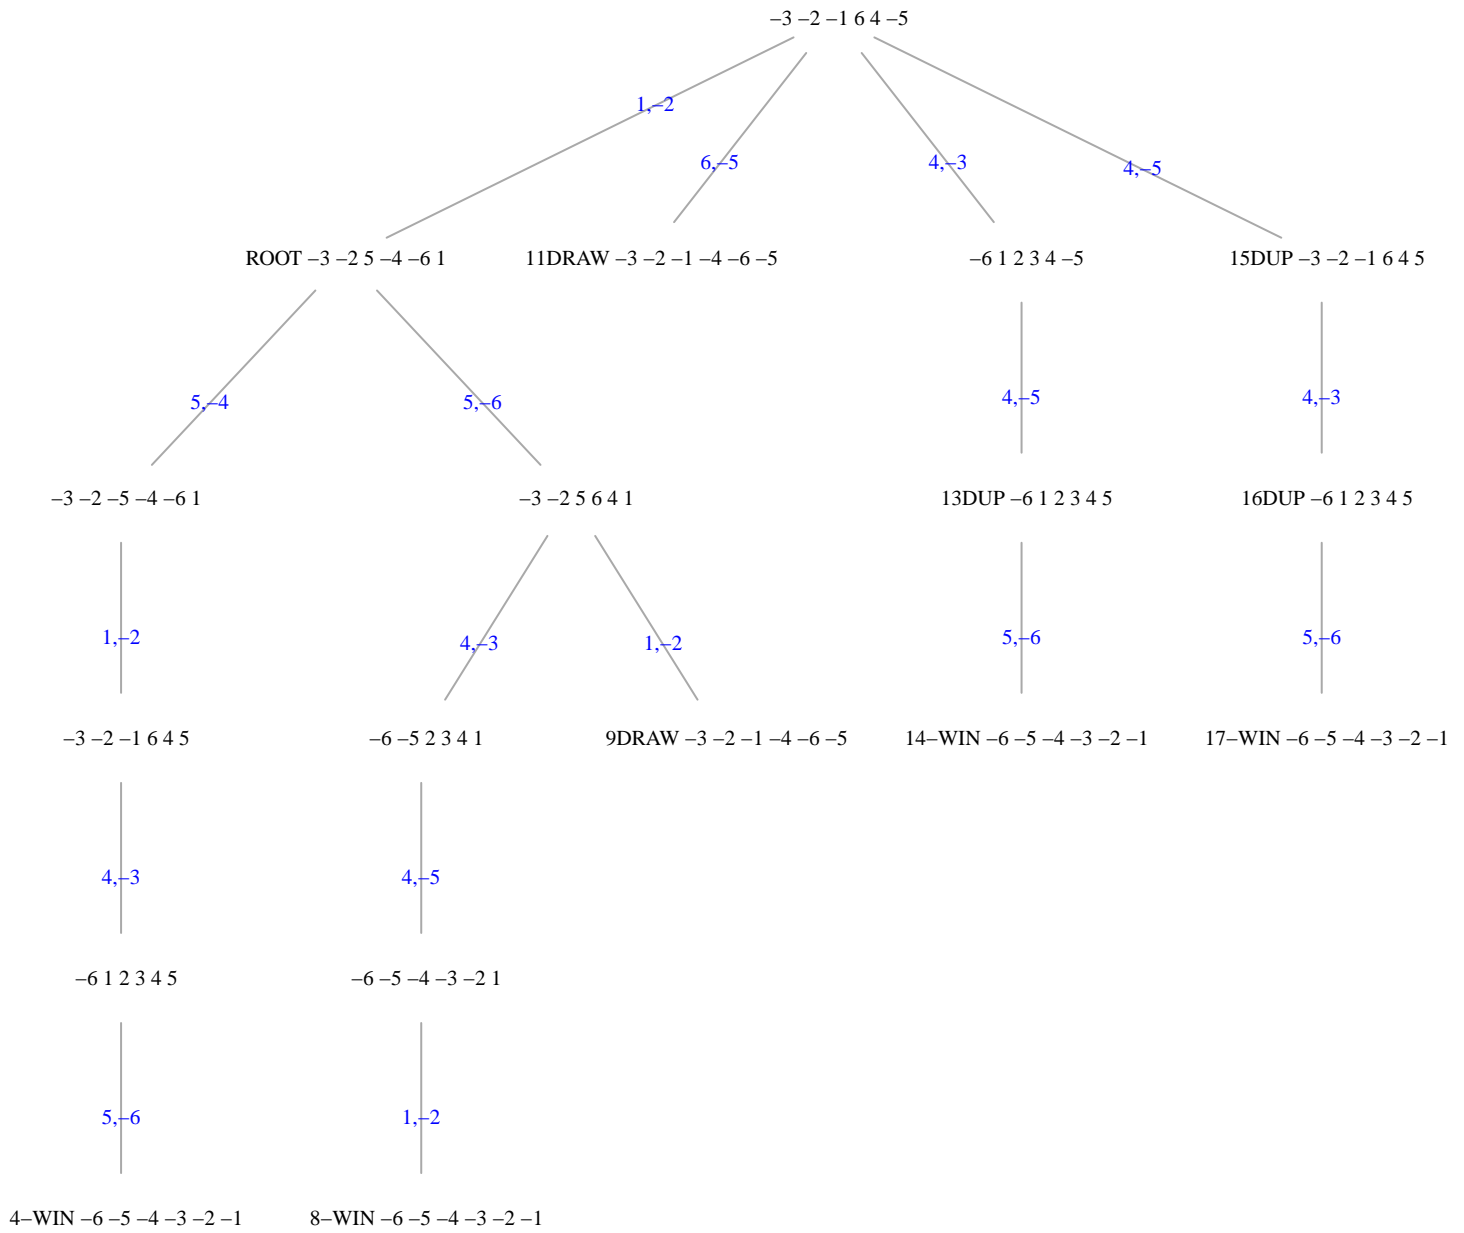 –3 –2 –1 6 4 –5
1,–2
6,–5
4,–3
4,–5
ROOT –3 –2 5 –4 –6 1
11DRAW –3 –2 –1 –4 –6 –5
–6 1 2 3 4 –5
15DUP –3 –2 –1 6 4 5
5,–4
5,–6
4,–5
4,–3
–3 –2 –5 –4 –6 1
–3 –2 5 6 4 1
13DUP –6 1 2 3 4 5
16DUP –6 1 2 3 4 5
1,–2
4,–3
1,–2
5,–6
5,–6
–3 –2 –1 6 4 5
–6 –5 2 3 4 1
9DRAW –3 –2 –1 –4 –6 –5
14–WIN –6 –5 –4 –3 –2 –1
17–WIN –6 –5 –4 –3 –2 –1
4,–3
4,–5
–6 1 2 3 4 5
–6 –5 –4 –3 –2 1
5,–6
1,–2
4–WIN –6 –5 –4 –3 –2 –1
8–WIN –6 –5 –4 –3 –2 –1